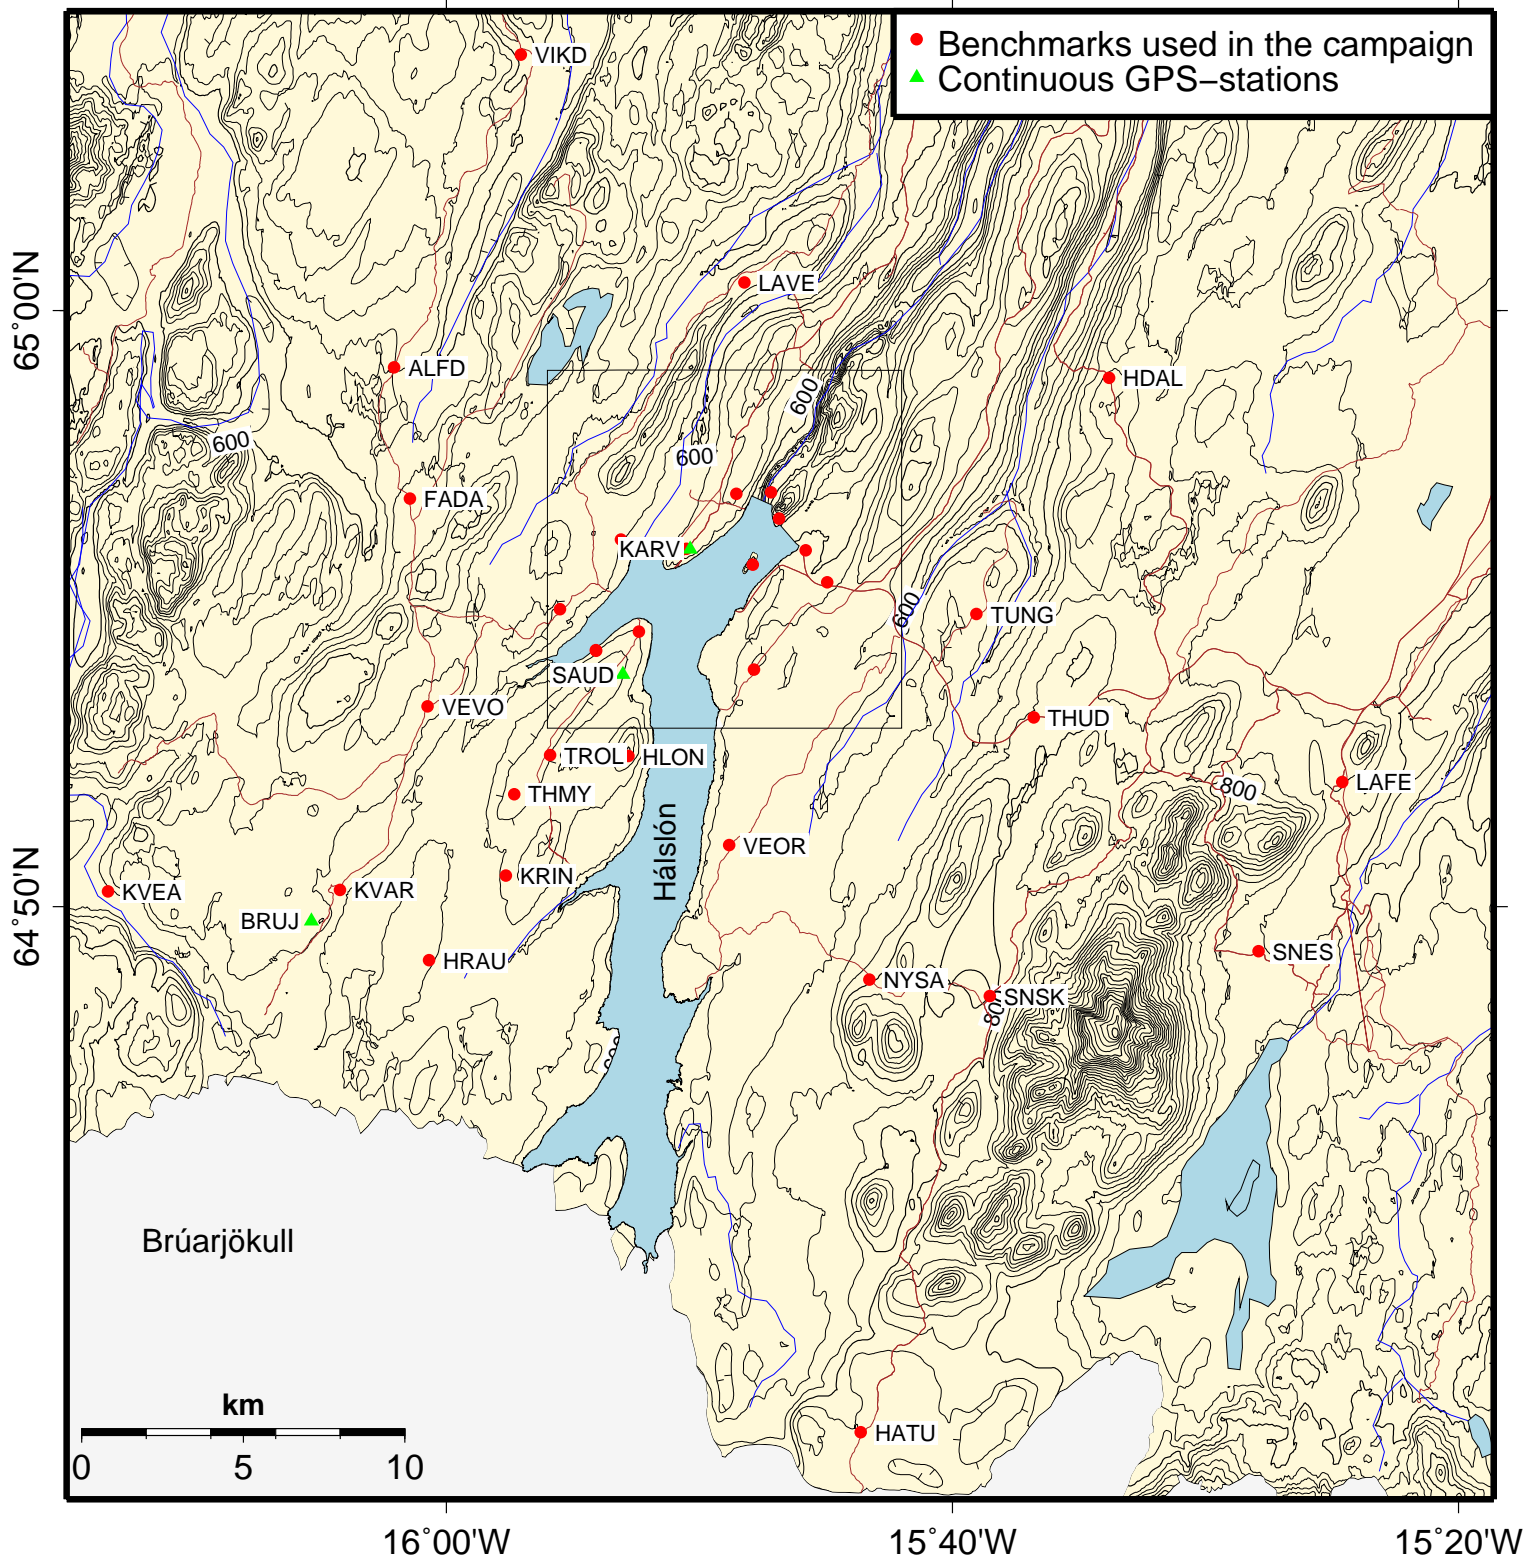 Benchmarks used in the campaign
Continuous GPS−stations
VIKD
LAVE
65°00'N
ALFD
HDAL
600
600
600
FADA
KARV
600
TUNG
SAUD
VEVO
THUD
TROL
HLON
THMY
LAFE
800
Hálslón
VEOR
KRIN
KVEA
KVAR
64°50'N
BRUJ
HRAU
SNES
NYSA
SNSK
Brúarjökull
km
0 5 10
HATU
16°00'W
15°40'W
15°20'W